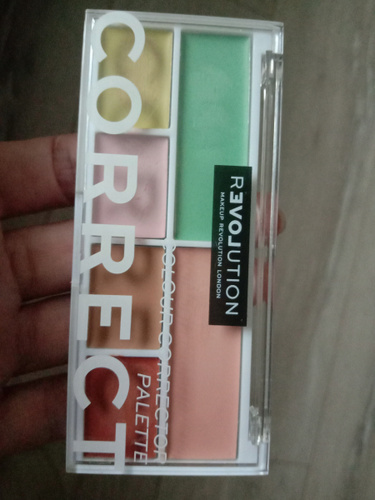 CORRECT
COLOUR CORRECTOR
PALETTE
REVOLUTION
MAKEUP REVOLUTION LONDON